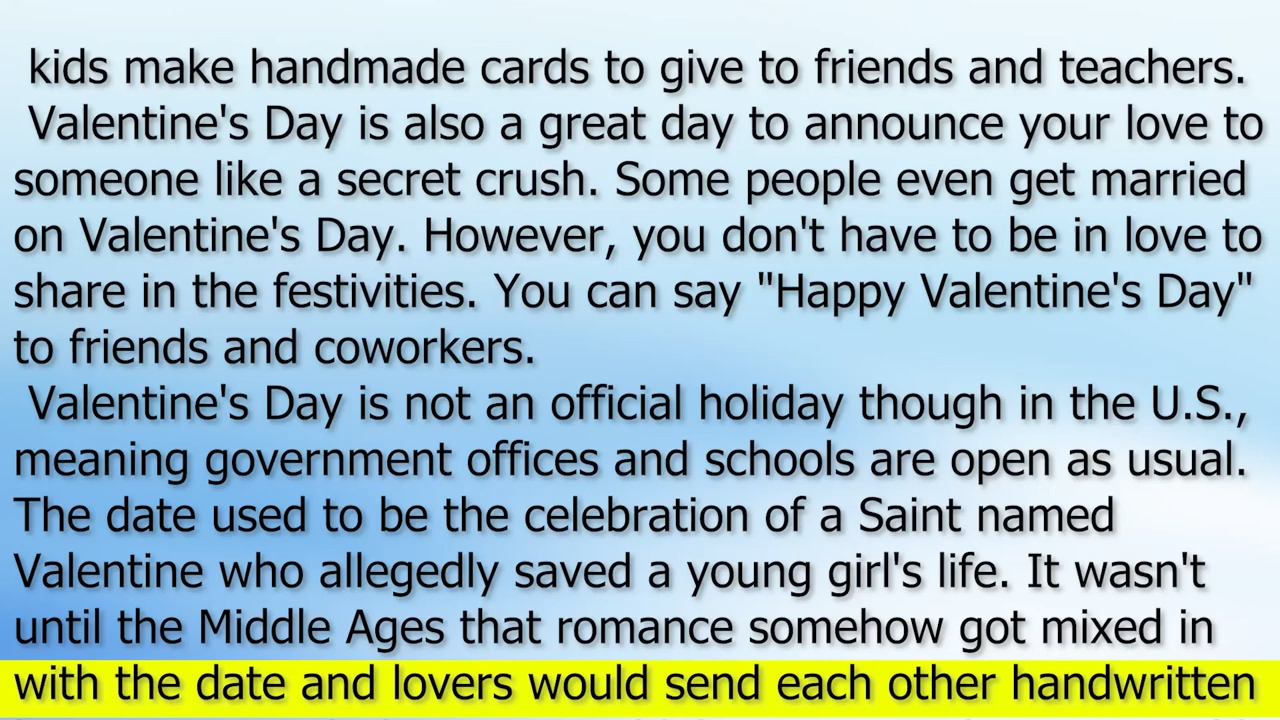 kids make handmade cards to give to friends and teachers.
Valentine's Day is also a great day to announce your love to
someone like a secret crush. Some people even get married
on Valentine's Day. However, you don't have to be in love to
share in the festivities. You can say "Happy Valentine's Day"
to friends and coworkers.
Valentine's Day is not an official holiday though in the U.S.,
meaning government offices and schools are open as usual.
The date used to be the celebration of a Saint named
Valentine who allegedly saved a young girl's life. It wasn't
until the Middle Ages that romance somehow got mixed in
with the date and lovers would send each other handwritten